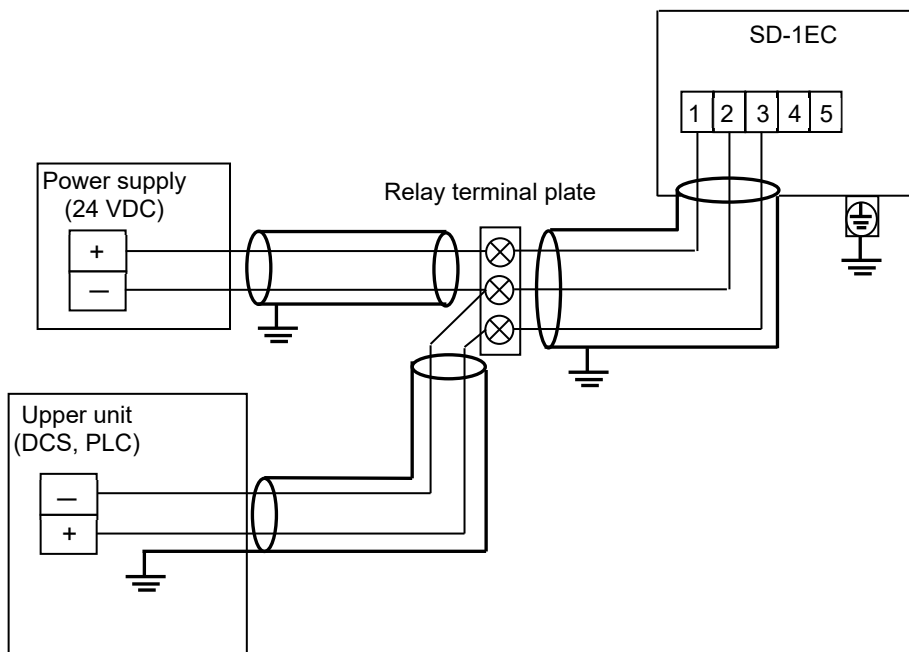 SD-1EC
1 2 3 4 5
Power supply
(24 VDC)
+
—
Relay terminal plate
Upper unit
(DCS, PLC)
—
+